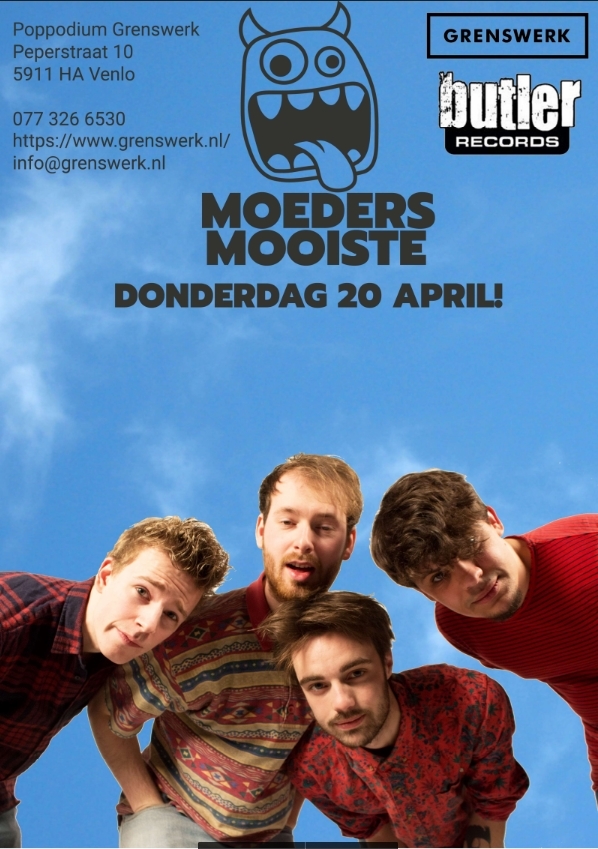 Poppodium Grenswerk
Peperstraat 10
5911 HA Venlo
077 326 6530
https://www.grenswerk.nl/
info@grenswerk.nl
GRENSWERK
butler
RECORDS
MOEDERS
MOOISTE
DONDERDAG 20 APRIL!